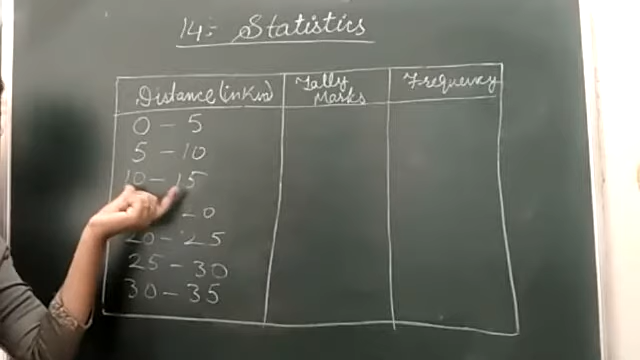 14:- Statistics
Distance (in Km) Tally Marks Frequency
0 - 5
5 - 10
10 - 15
20 - 25
25 - 30
30 - 35